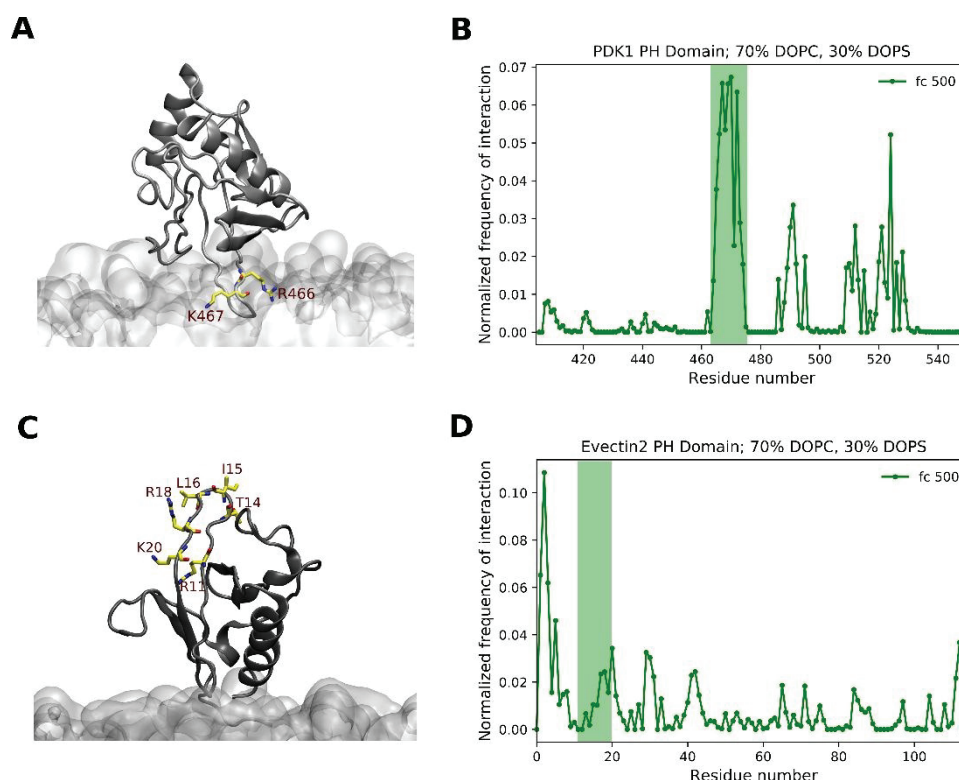 A
K467
R466
B
PDK1 PH Domain; 70% DOPC, 30% DOPS
fc 500
Normalized frequency of interaction
0.07
0.06
0.05
0.04
0.03
0.02
0.01
0.00
420 440 460 480 500 520 540
Residue number
C
I15
L16
R18
T14
K20
R11
D
Evectin2 PH Domain; 70% DOPC, 30% DOPS
fc 500
Normalized frequency of interaction
0.10
0.08
0.06
0.04
0.02
0.00
0 20 40 60 80 100
Residue number